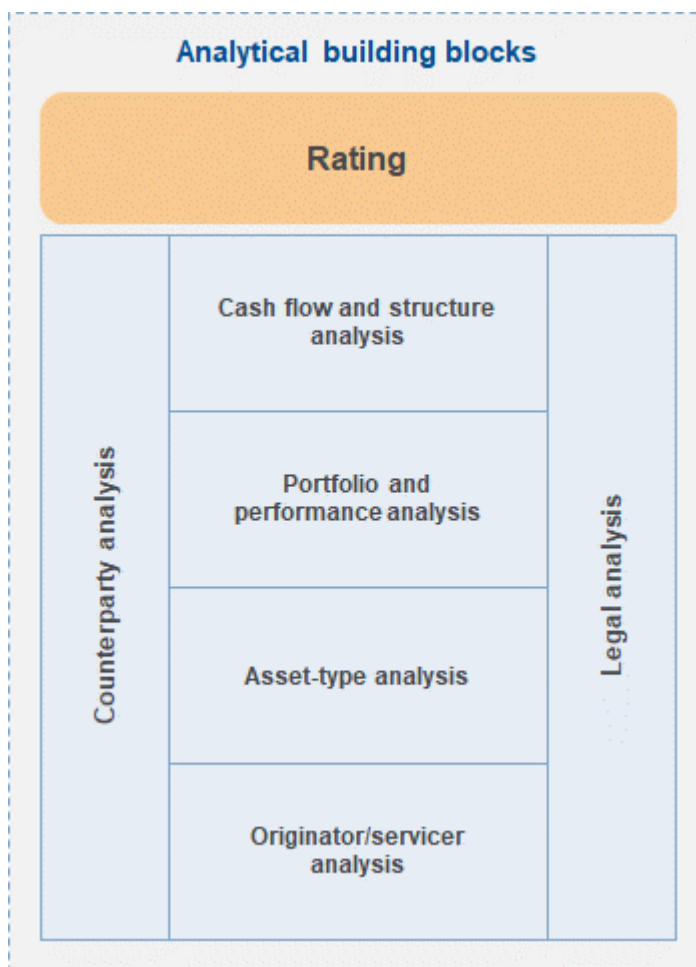 Analytical building blocks
Rating
Counterparty analysis
Cash flow and structure
analysis
Portfolio and
performance analysis
Asset-type analysis
Originator/servicer
analysis
Legal analysis